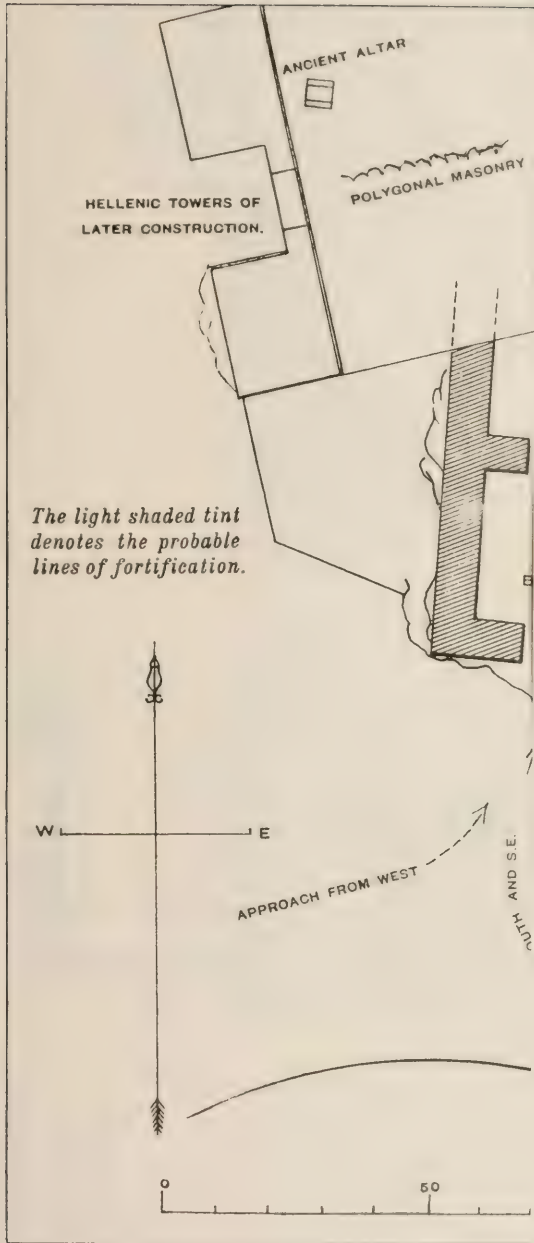 ANCIENT ALTAR
POLYGONAL MASONRY
HELLENIC TOWERS OF
LATER CONSTRUCTION.
The light shaded tint
denotes the probable
lines of fortification.
W E
APPROACH FROM WEST
OUTH AND S.E.
0 50